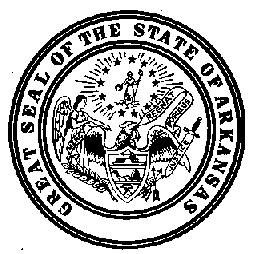 GREAT SEAL OF THE STATE OF ARKANSAS